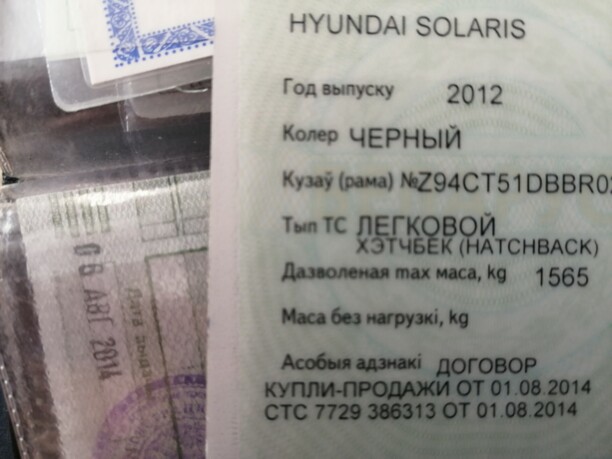 HYUNDAI SOLARIS
Год выпуску 2012
Колер ЧЕРНЫЙ
Кузаў (рама) №Z94CT51DBBR02
Тып ТС ЛЕГКОВОЙ
ХЭТЧБЕК (HATCHBACK)
Дазволеная max маса, kg 1565
Маса без нагрузкі, kg
Асобыя адзнакі ДОГОВОР
КУПЛИ-ПРОДАЖИ ОТ 01.08.2014
СТС 7729 386313 ОТ 01.08.2014
06 АВГ 2014